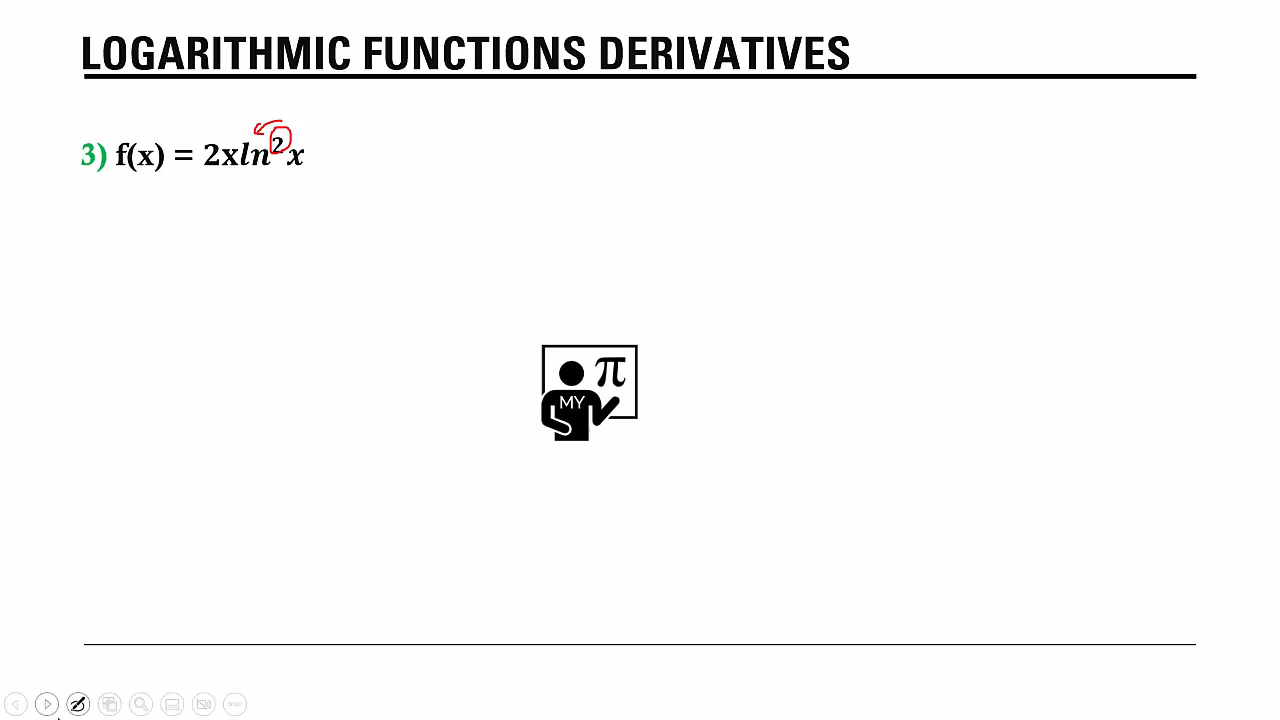 LOGARITHMIC FUNCTIONS DERIVATIVES
3) f(x) = 2xln²x
π
MY